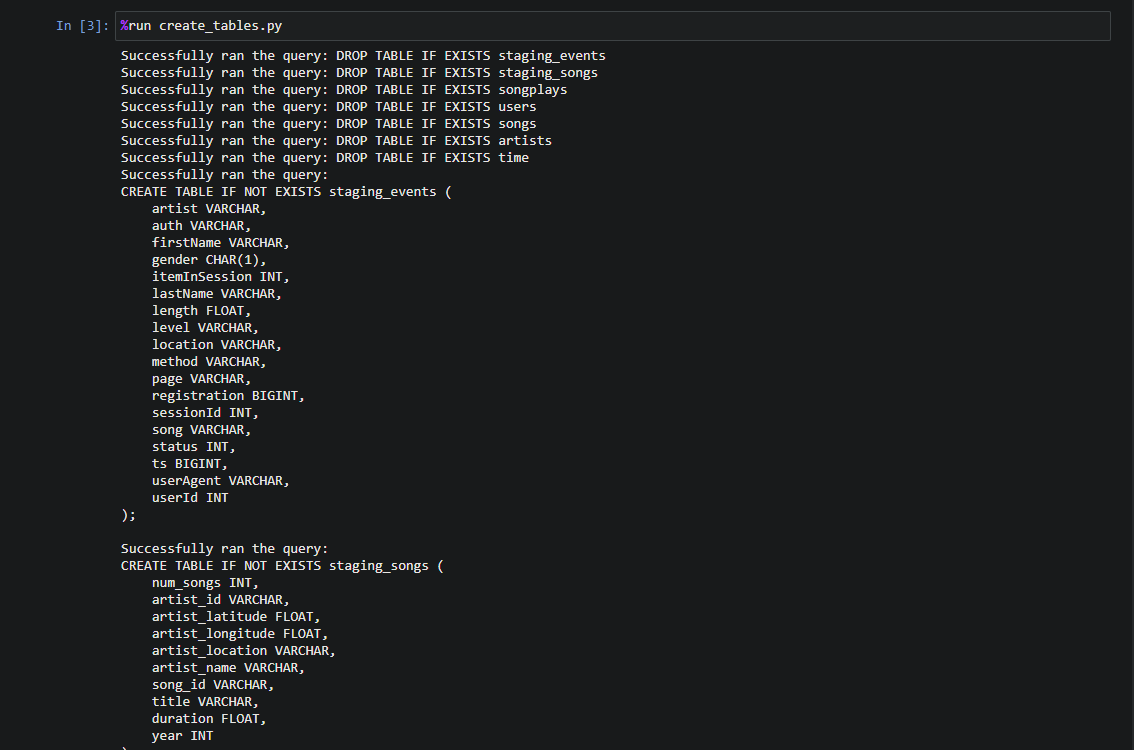 In [3]: %run create_tables.py
Successfully ran the query: DROP TABLE IF EXISTS staging_events
Successfully ran the query: DROP TABLE IF EXISTS staging_songs
Successfully ran the query: DROP TABLE IF EXISTS songplays
Successfully ran the query: DROP TABLE IF EXISTS users
Successfully ran the query: DROP TABLE IF EXISTS songs
Successfully ran the query: DROP TABLE IF EXISTS artists
Successfully ran the query: DROP TABLE IF EXISTS time
Successfully ran the query:
CREATE TABLE IF NOT EXISTS staging_events (
    artist VARCHAR,
    auth VARCHAR,
    firstName VARCHAR,
    gender CHAR(1),
    itemInSession INT,
    lastName VARCHAR,
    length FLOAT,
    level VARCHAR,
    location VARCHAR,
    method VARCHAR,
    page VARCHAR,
    registration BIGINT,
    sessionId INT,
    song VARCHAR,
    status INT,
    ts BIGINT,
    userAgent VARCHAR,
    userId INT
);

Successfully ran the query:
CREATE TABLE IF NOT EXISTS staging_songs (
    num_songs INT,
    artist_id VARCHAR,
    artist_latitude FLOAT,
    artist_longitude FLOAT,
    artist_location VARCHAR,
    artist_name VARCHAR,
    song_id VARCHAR,
    title VARCHAR,
    duration FLOAT,
    year INT